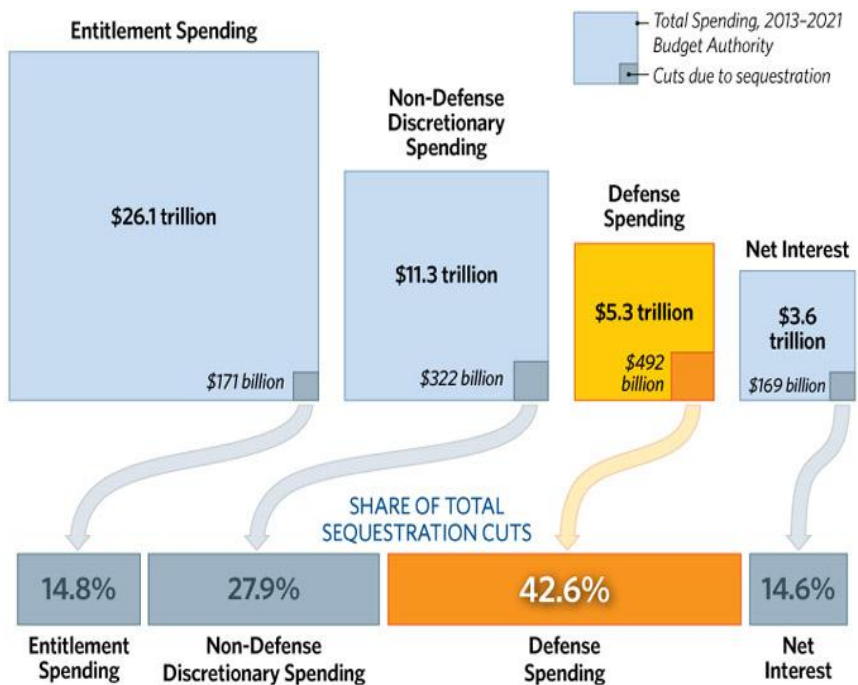 Entitlement Spending
Total Spending, 2013–2021
Budget Authority
Cuts due to sequestration
Non-Defense
Discretionary
Spending
Defense
Spending
Net Interest
$26.1 trillion
$11.3 trillion
$5.3 trillion
$3.6
trillion
$171 billion
$322 billion
$492
billion
$169 billion
SHARE OF TOTAL
SEQUESTRATION CUTS
14.8%
27.9%
42.6%
14.6%
Entitlement
Spending
Non-Defense
Discretionary Spending
Defense
Spending
Net
Interest